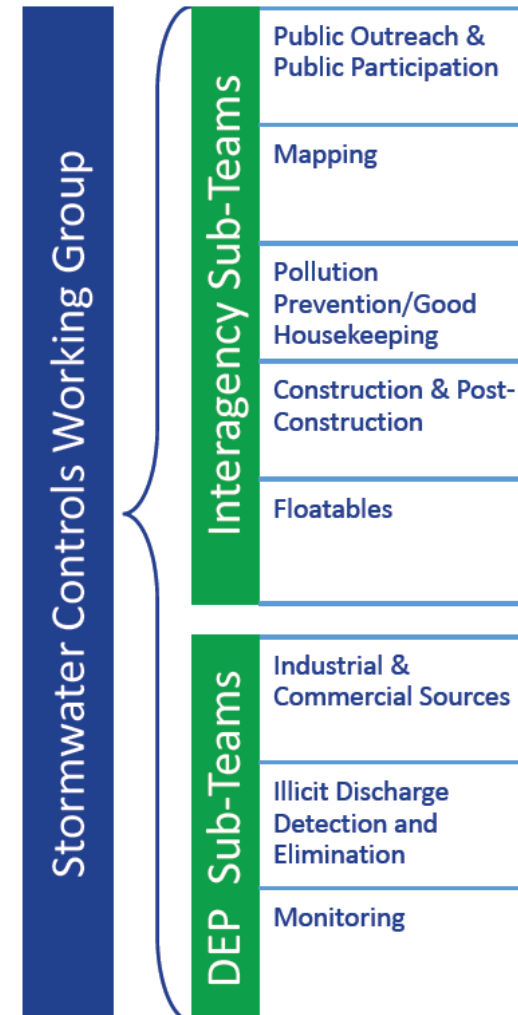 Stormwater Controls Working Group
Interagency Sub-Teams
Public Outreach &
Public Participation
Mapping
Pollution
Prevention/Good
Housekeeping
Construction & Post-
Construction
Floatables
DEP Sub-Teams
Industrial &
Commercial Sources
Illicit Discharge
Detection and
Elimination
Monitoring